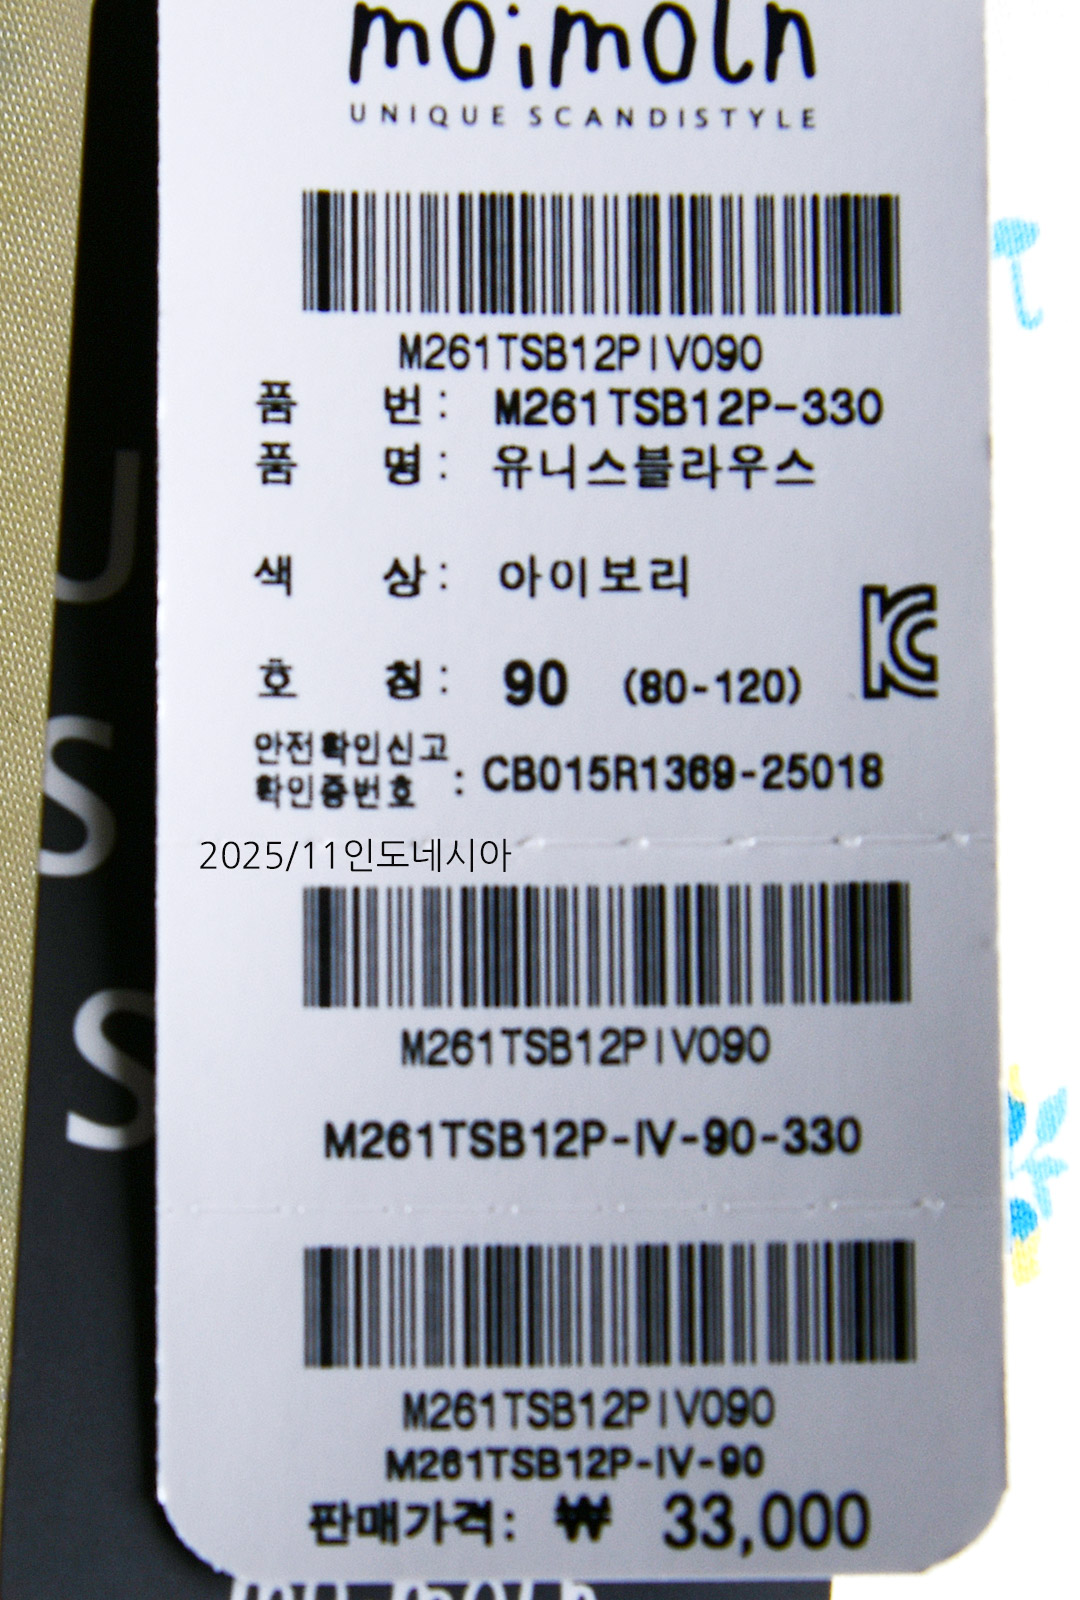 moimoln
UNIQUE SCANDISTYLE
M261TSB12PIV090
품 번 : M261TSB12P-330
품 명 : 유니스블라우스
색 상 : 아이보리
호 칭 : 90 (80-120)
안전확인신고
확인증번호 : CB015R1369-25018
2025/11인도네시아
M261TSB12PIV090
M261TSB12P-IV-90-330
M261TSB12PIV090
M261TSB12P-IV-90
판매가격: ₩ 33,000
U
S
S